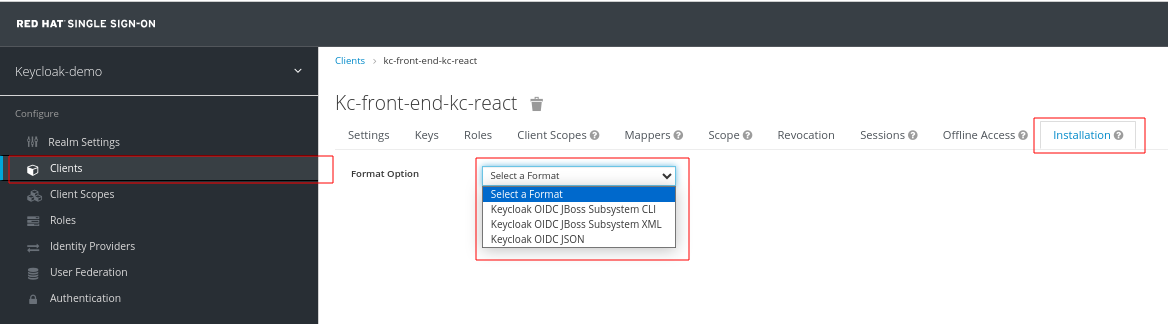 RED HAT SINGLE SIGN-ON
Keycloak-demo
Configure
Realm Settings
Clients
Client Scopes
Roles
Identity Providers
User Federation
Authentication
Clients › kc-front-end-kc-react
Kc-front-end-kc-react
Settings Keys Roles Client Scopes Mappers Scope Revocation Sessions Offline Access Installation
Format Option Select a Format
Select a Format
Keycloak OIDC JBoss Subsystem CLI
Keycloak OIDC JBoss Subsystem XML
Keycloak OIDC JSON